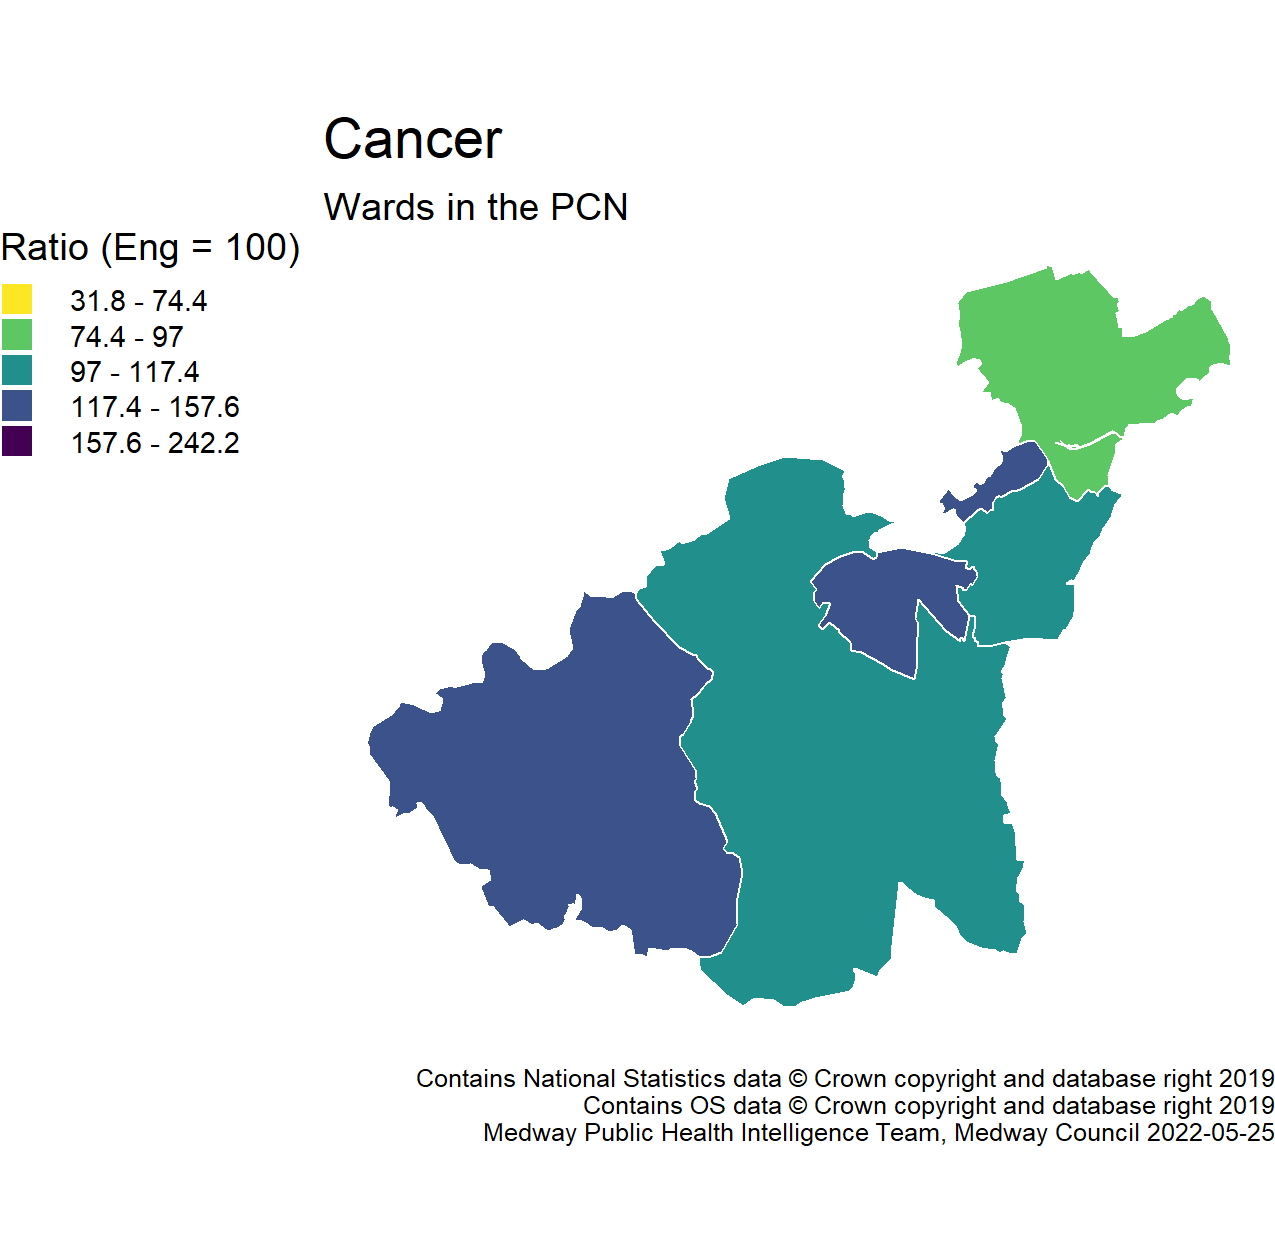 Cancer
Wards in the PCN
Ratio (Eng = 100)
31.8 - 74.4
74.4 - 97
97 - 117.4
117.4 - 157.6
157.6 - 242.2
Contains National Statistics data © Crown copyright and database right 2019
Contains OS data © Crown copyright and database right 2019
Medway Public Health Intelligence Team, Medway Council 2022-05-25